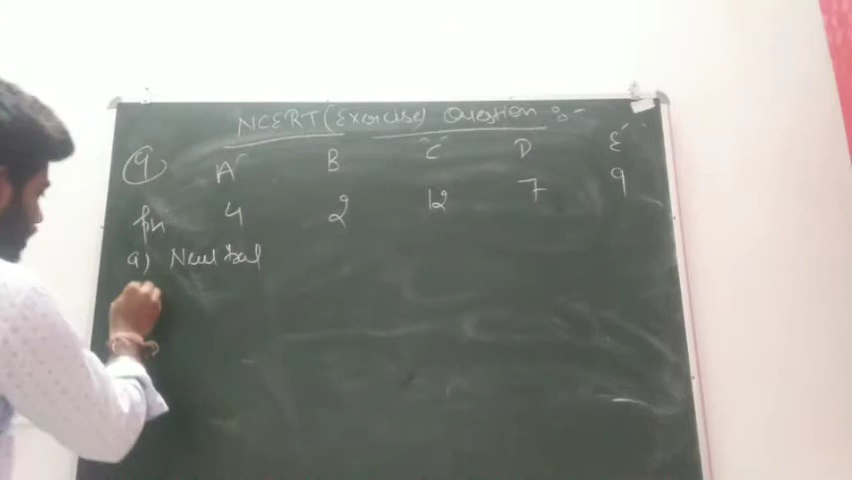 NCERT (Exercise) Question :-
9 A B C D E
pH 4 2 12 7 9
a) Neutral